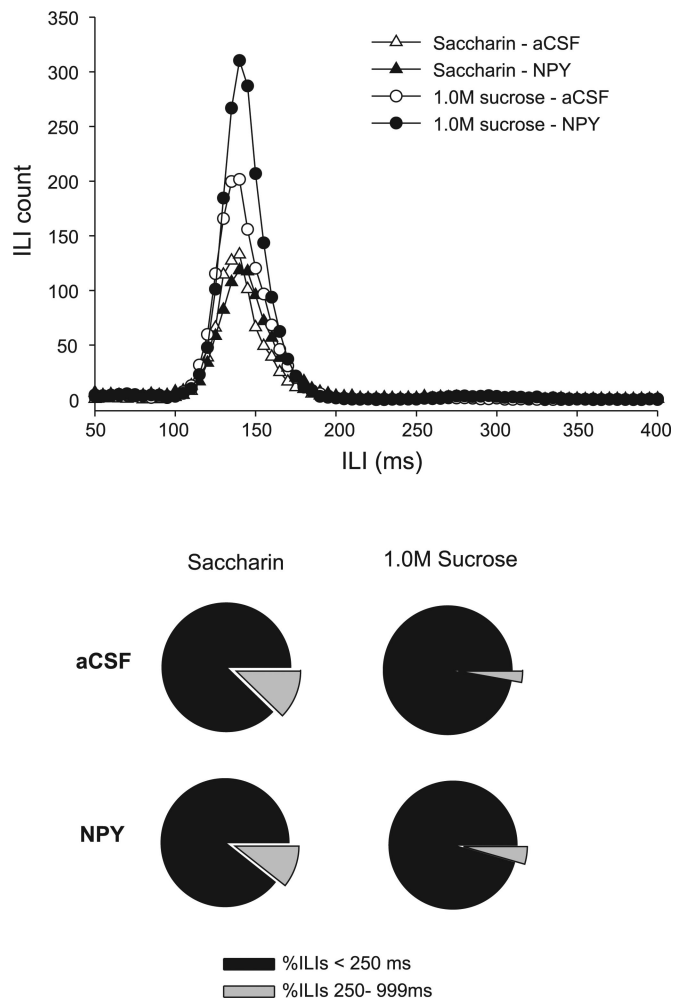 350
300
250
200
150
100
50
0
ILI count
Saccharin - aCSF
Saccharin - NPY
1.0M sucrose - aCSF
1.0M sucrose - NPY
50 100 150 200 250 300 350 400
ILI (ms)
Saccharin 1.0M Sucrose
aCSF
NPY
%ILIs < 250 ms
%ILIs 250- 999ms